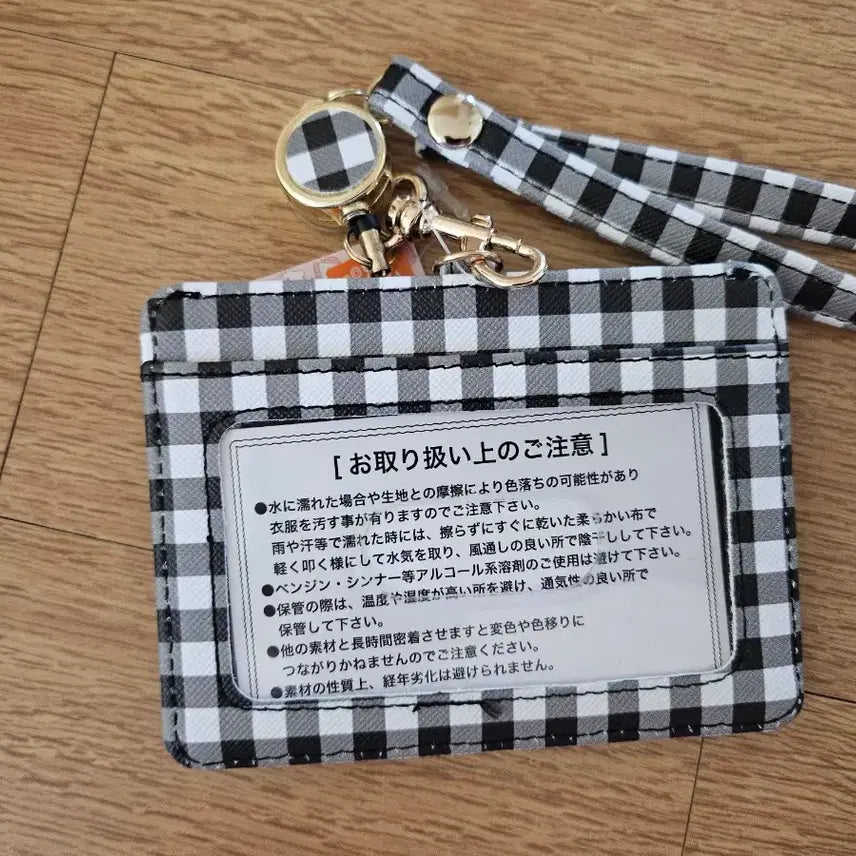 [ お取り扱い上のご注意 ]
●水に濡れた場合や生地との摩擦により色落ちの可能性があり
衣服を汚す事が有りますのでご注意下さい。
雨や汗等で濡れた時には、擦らずにすぐに乾いた柔らかい布で
軽く叩く様にして水気を取り、風通しの良い所で陰干しして下さい。
●ベンジン・シンナー等アルコール系溶剤のご使用は避けて下さい。
●保管の際は、温度や湿度が高い所を避け、通気性の良い所で
保管して下さい。
●他の素材と長時間密着させますと変色や色移りに
つながりかねませんのでご注意ください。
●素材の性質上、経年劣化は避けられません。